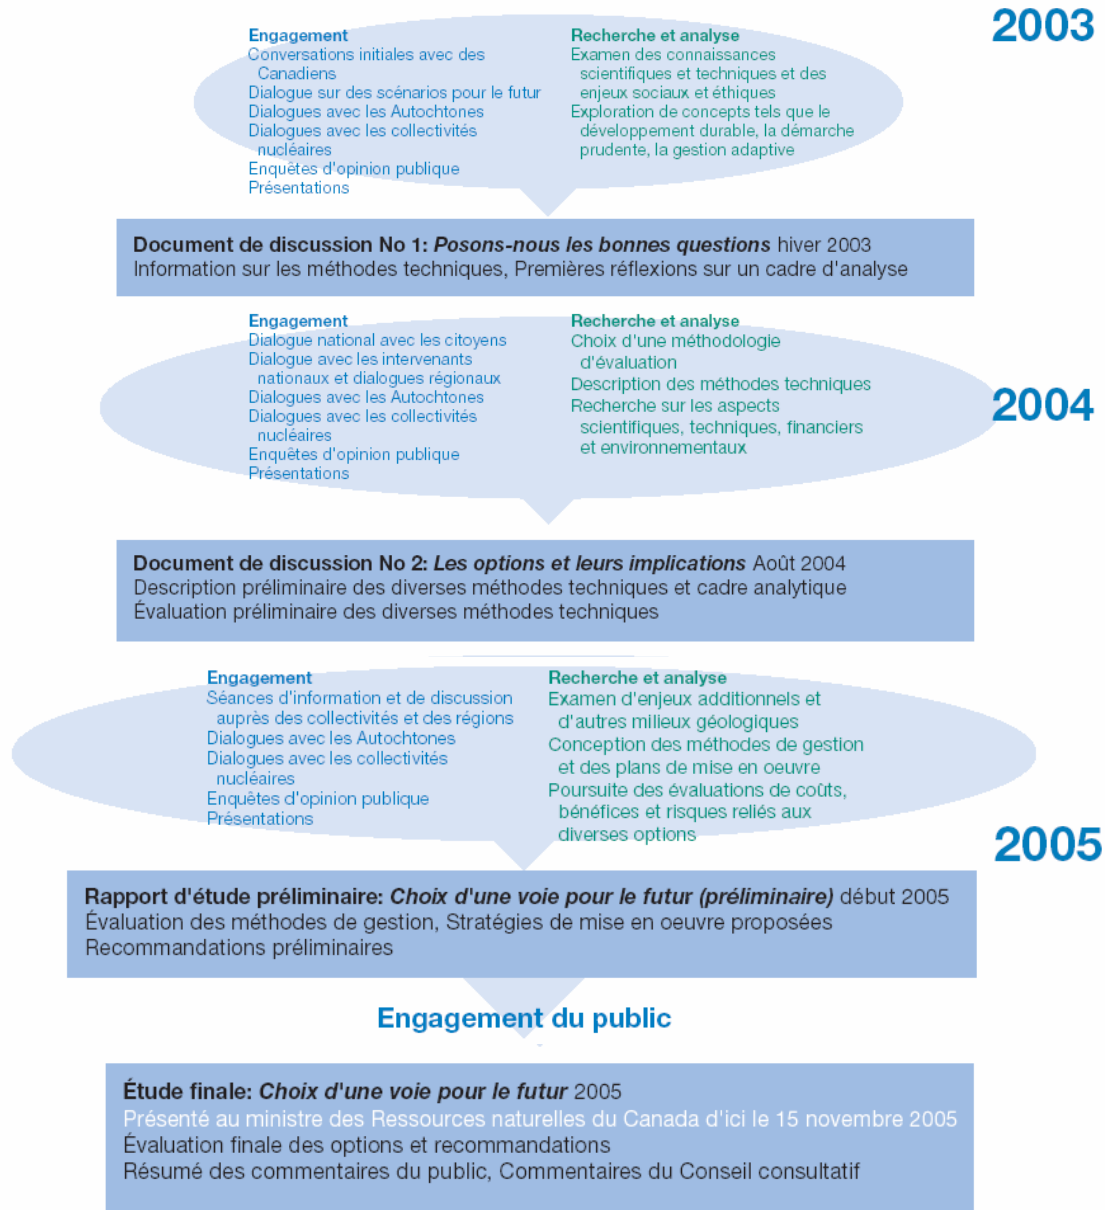 2003
Engagement
Conversations initiales avec des
Canadiens
Dialogue sur des scénarios pour le futur
Dialogues avec les Autochtones
Dialogues avec les collectivités
nucléaires
Enquêtes d'opinion publique
Présentations
Recherche et analyse
Examen des connaissances
scientifiques et techniques et des
enjeux sociaux et éthiques
Exploration de concepts tels que le
développement durable, la démarche
prudente, la gestion adaptive
Document de discussion No 1: Posons-nous les bonnes questions hiver 2003
Information sur les méthodes techniques, Premières réflexions sur un cadre d'analyse
Engagement
Dialogue national avec les citoyens
Dialogue avec les intervenants
nationaux et dialogues régionaux
Dialogues avec les Autochtones
Dialogues avec les collectivités
nucléaires
Enquêtes d'opinion publique
Présentations
Recherche et analyse
Choix d'une méthodologie
d'évaluation
Description des méthodes techniques
Recherche sur les aspects
scientifiques, techniques, financiers
et environnementaux
2004
Document de discussion No 2: Les options et leurs implications Août 2004
Description préliminaire des diverses méthodes techniques et cadre analytique
Évaluation préliminaire des diverses méthodes techniques
Engagement
Séances d'information et de discussion
auprès des collectivités et des régions
Dialogues avec les Autochtones
Dialogues avec les collectivités
nucléaires
Enquêtes d'opinion publique
Présentations
Recherche et analyse
Examen d'enjeux additionnels et
d'autres milieux géologiques
Conception des méthodes de gestion
et des plans de mise en oeuvre
Poursuite des évaluations de coûts,
bénéfices et risques reliés aux
diverses options
2005
Rapport d'étude préliminaire: Choix d'une voie pour le futur (préliminaire) début 2005
Évaluation des méthodes de gestion, Stratégies de mise en oeuvre proposées
Recommandations préliminaires
Engagement du public
Étude finale: Choix d'une voie pour le futur 2005
Présenté au ministre des Ressources naturelles du Canada d'ici le 15 novembre 2005
Évaluation finale des options et recommandations
Résumé des commentaires du public, Commentaires du Conseil consultatif